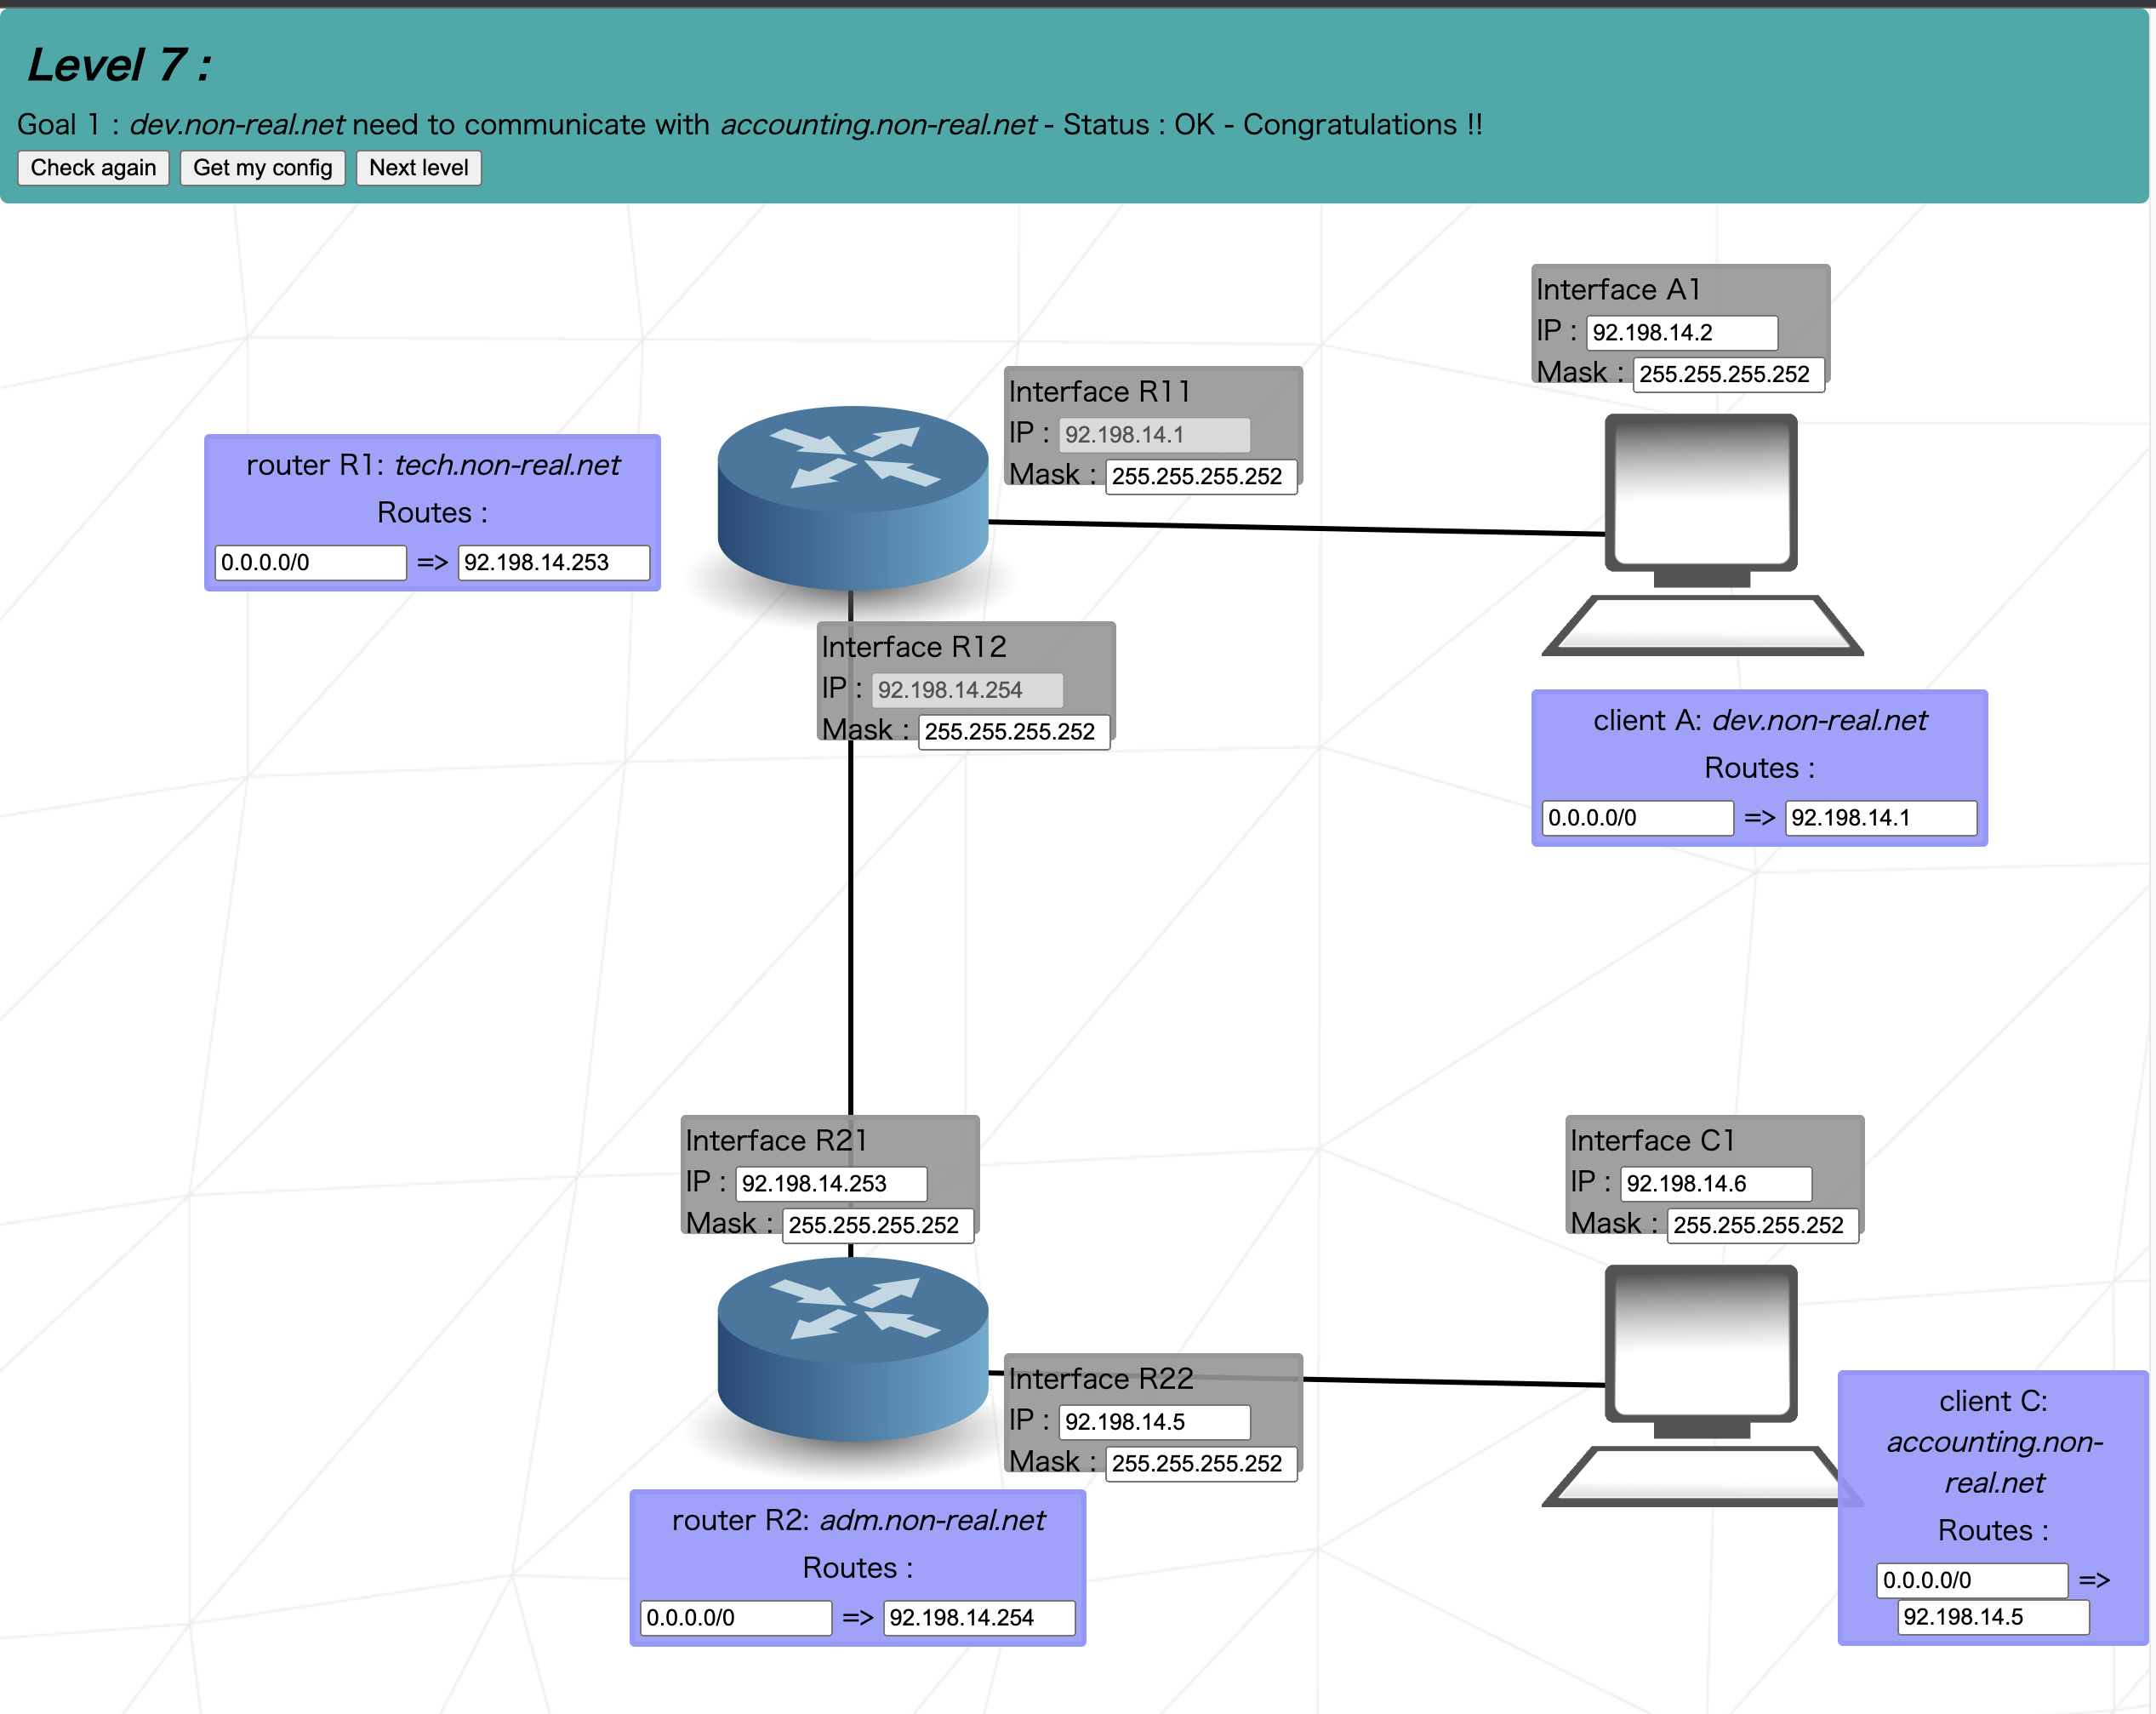 Level 7 :
Goal 1 : dev.non-real.net need to communicate with accounting.non-real.net - Status : OK - Congratulations !!
Check again Get my config Next level
Interface A1
IP : 92.198.14.2
Mask : 255.255.255.252
Interface R11
IP : 92.198.14.1
Mask : 255.255.255.252
router R1: tech.non-real.net
Routes :
0.0.0.0/0 => 92.198.14.253
Interface R12
IP : 92.198.14.254
Mask : 255.255.255.252
client A: dev.non-real.net
Routes :
0.0.0.0/0 => 92.198.14.1
Interface R21
IP : 92.198.14.253
Mask : 255.255.255.252
Interface C1
IP : 92.198.14.6
Mask : 255.255.255.252
Interface R22
IP : 92.198.14.5
Mask : 255.255.255.252
client C:
accounting.non-
real.net
Routes :
0.0.0.0/0 =>
92.198.14.5
router R2: adm.non-real.net
Routes :
0.0.0.0/0 => 92.198.14.254